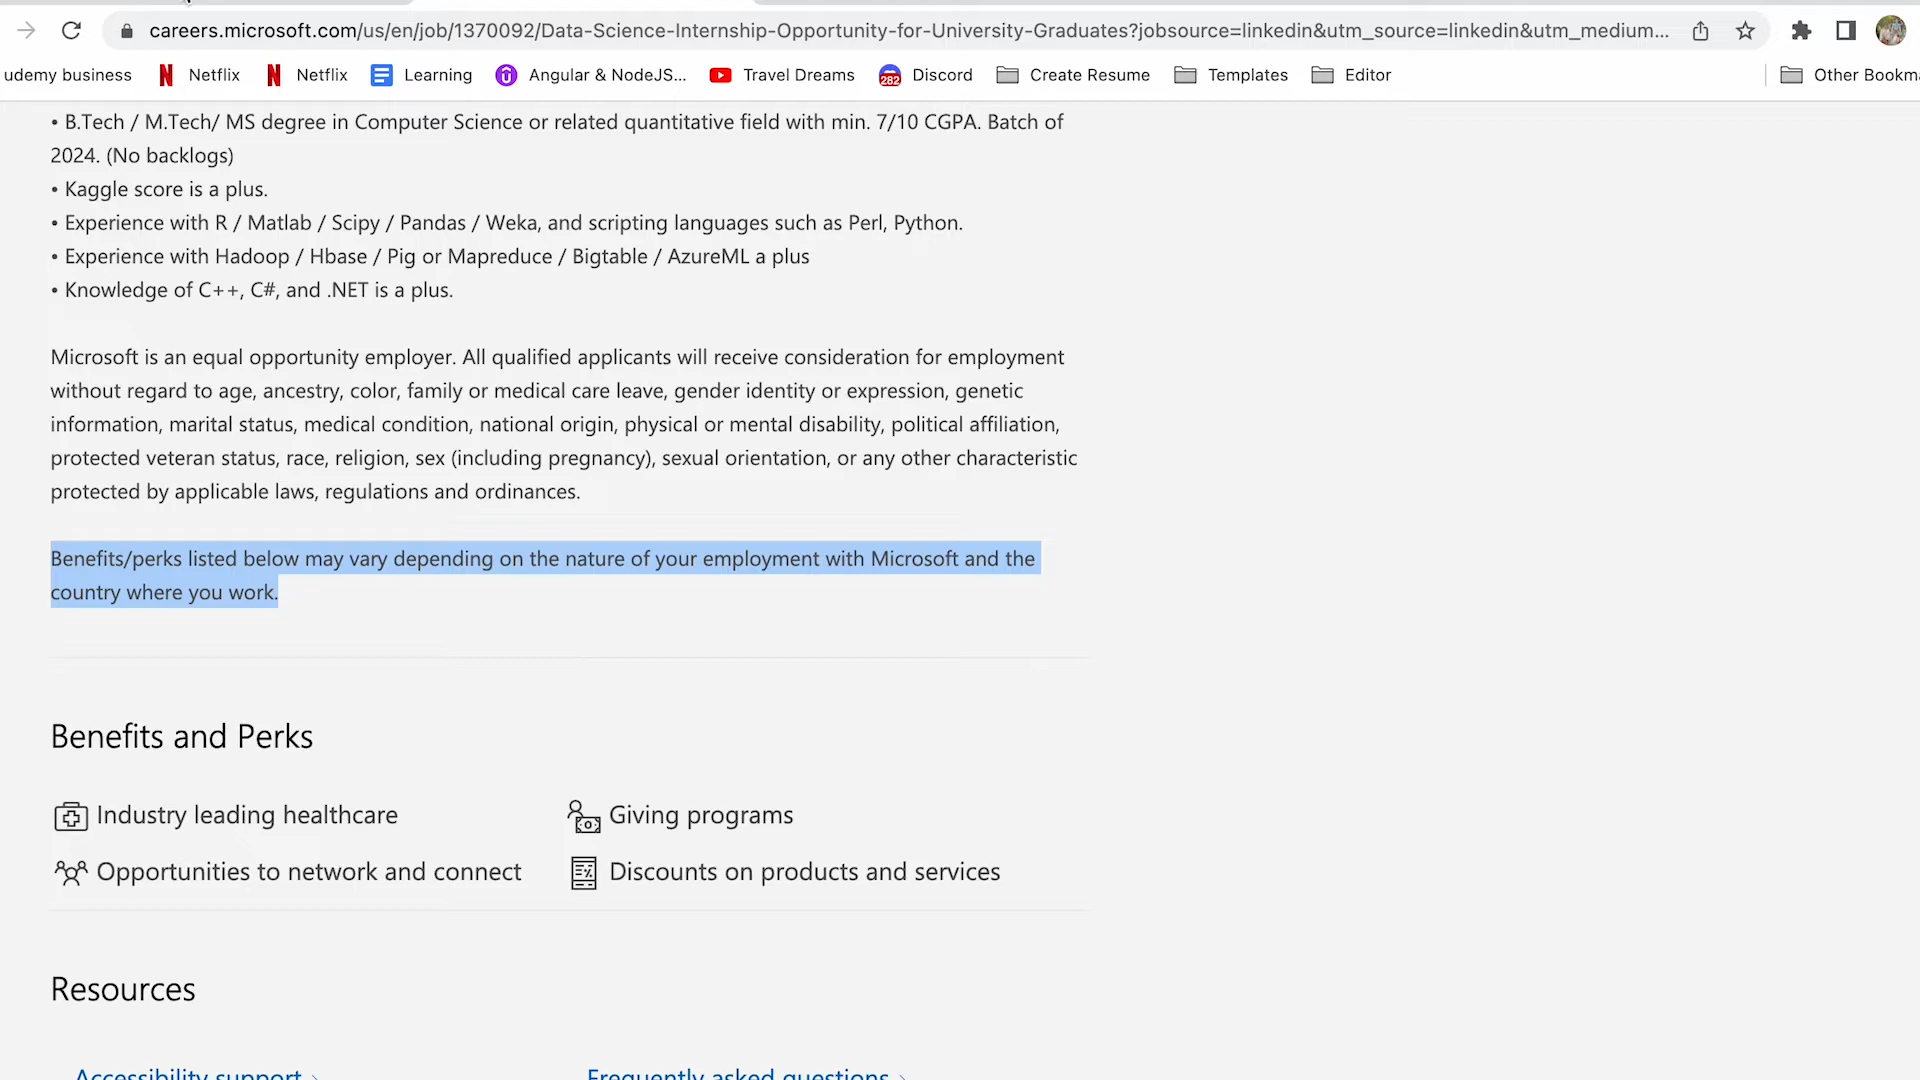 careers.microsoft.com/us/en/job/1370092/Data-Science-Internship-Opportunity-for-University-Graduates?jobsource=linkedin&utm_source=linkedin&utm_medium...
udemy business Netflix Netflix Learning Angular & NodeJS... Travel Dreams 282 Discord Create Resume Templates Editor Other Bookma
• B.Tech / M.Tech/ MS degree in Computer Science or related quantitative field with min. 7/10 CGPA. Batch of
2024. (No backlogs)
• Kaggle score is a plus.
• Experience with R / Matlab / Scipy / Pandas / Weka, and scripting languages such as Perl, Python.
• Experience with Hadoop / Hbase / Pig or Mapreduce / Bigtable / AzureML a plus
• Knowledge of C++, C#, and .NET is a plus.
Microsoft is an equal opportunity employer. All qualified applicants will receive consideration for employment
without regard to age, ancestry, color, family or medical care leave, gender identity or expression, genetic
information, marital status, medical condition, national origin, physical or mental disability, political affiliation,
protected veteran status, race, religion, sex (including pregnancy), sexual orientation, or any other characteristic
protected by applicable laws, regulations and ordinances.
Benefits/perks listed below may vary depending on the nature of your employment with Microsoft and the
country where you work.
Benefits and Perks
Industry leading healthcare
Giving programs
Opportunities to network and connect
Discounts on products and services
Resources
Accessibility support
Frequently asked questions